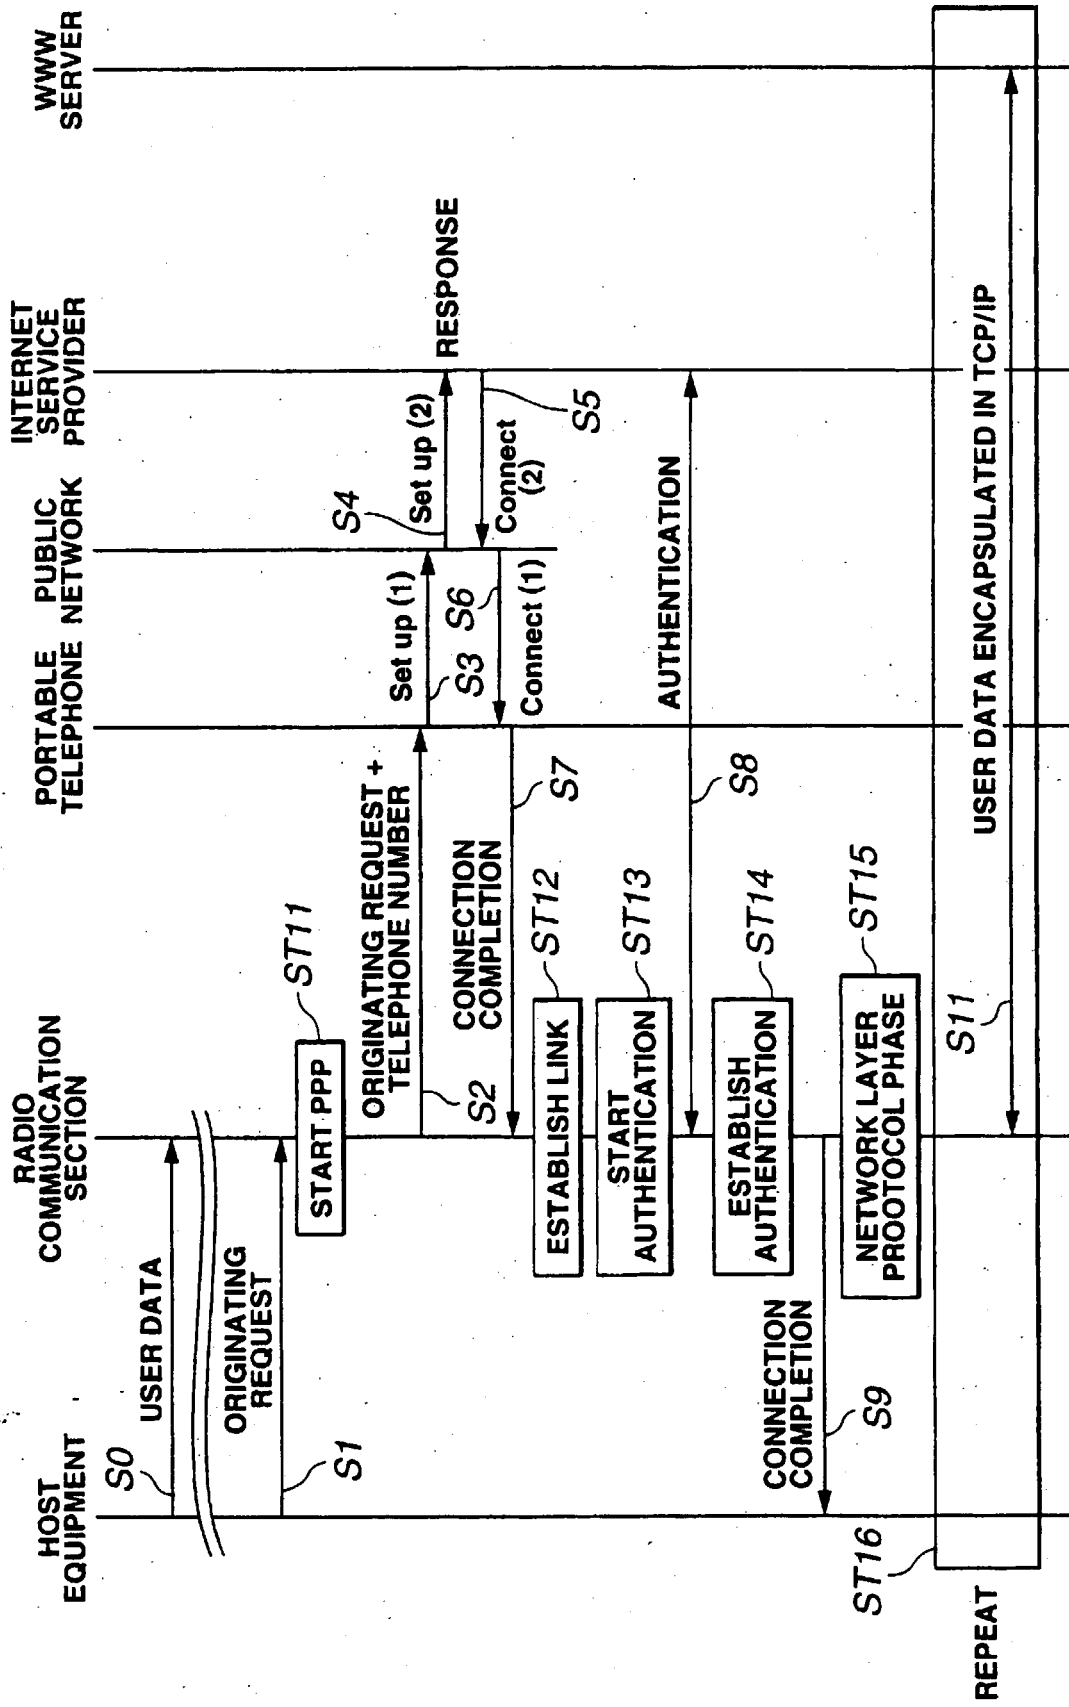 HOST
EQUIPMENT
RADIO
COMMUNICATION
SECTION
PORTABLE
TELEPHONE
PUBLIC
NETWORK
INTERNET
SERVICE
PROVIDER
WWW
SERVER
S0
USER DATA
ORIGINATING
REQUEST
S1
START PPP
ST11
ORIGINATING REQUEST +
TELEPHONE NUMBER
S2
Set up (1)
S3
S4
Set up (2)
RESPONSE
Connect
(2)
S5
S6
Connect (1)
CONNECTION
COMPLETION
S7
ESTABLISH LINK
ST12
START
AUTHENTICATION
ST13
AUTHENTICATION
S8
ESTABLISH
AUTHENTICATION
ST14
CONNECTION
COMPLETION
S9
NETWORK LAYER
PROOTOCOL PHASE
ST15
ST16
REPEAT
USER DATA ENCAPSULATED IN TCP/IP
S11